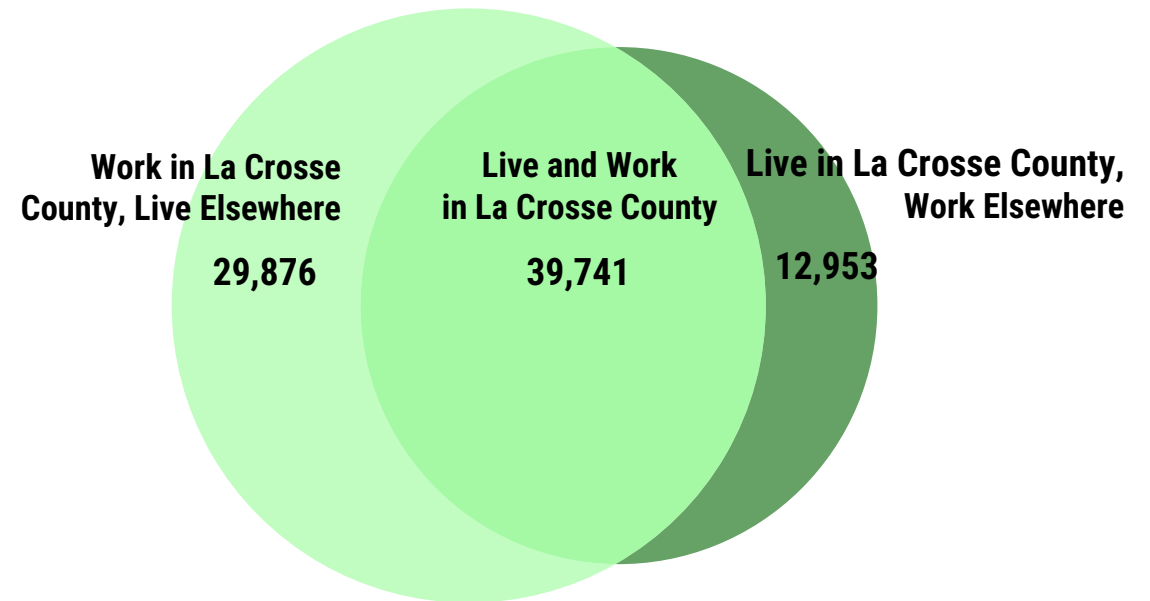 Work in La Crosse
County, Live Elsewhere
29,876
Live and Work
in La Crosse County
39,741
Live in La Crosse County,
Work Elsewhere
12,953